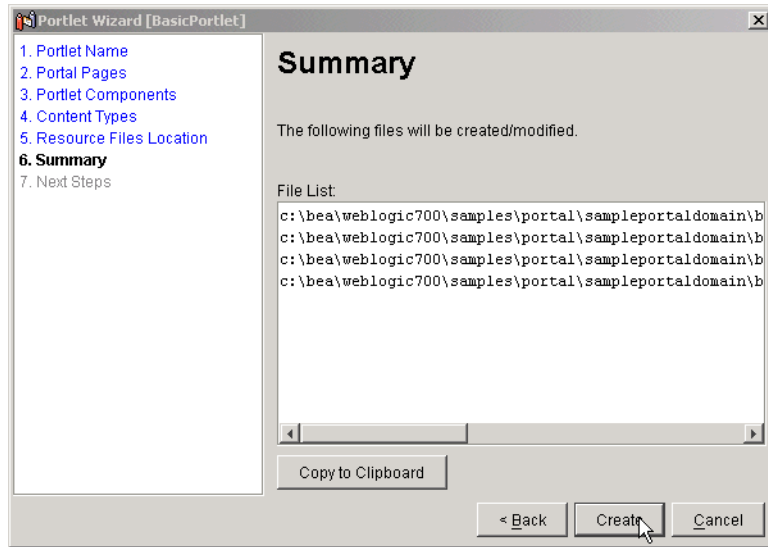 Portlet Wizard [BasicPortlet]
1. Portlet Name
2. Portal Pages
3. Portlet Components
4. Content Types
5. Resource Files Location
6. Summary
7. Next Steps
Summary
The following files will be created/modified.
File List:
c:\bea\weblogic700\samples\portal\sampleportaldomain\b
c:\bea\weblogic700\samples\portal\sampleportaldomain\b
c:\bea\weblogic700\samples\portal\sampleportaldomain\b
c:\bea\weblogic700\samples\portal\sampleportaldomain\b
Copy to Clipboard
< Back
Create
Cancel